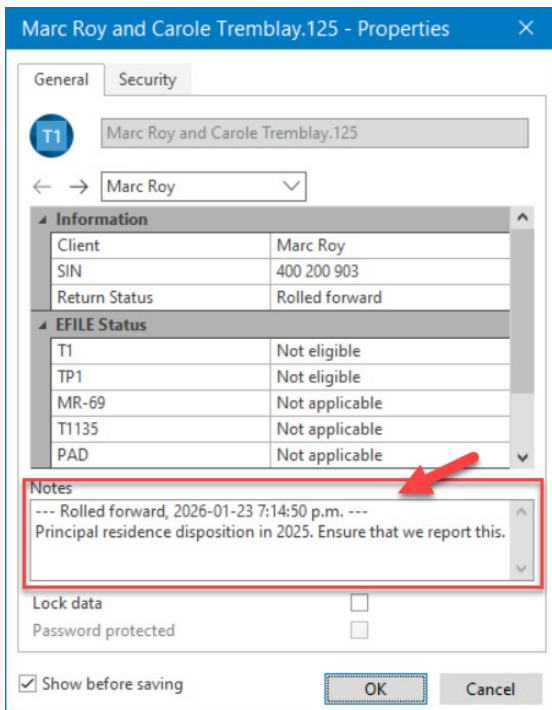 Marc Roy and Carole Tremblay.125 - Properties
General Security
T1 Marc Roy and Carole Tremblay.125
Marc Roy
Information
Client Marc Roy
SIN 400 200 903
Return Status Rolled forward
EFILE Status
T1 Not eligible
TP1 Not eligible
MR-69 Not applicable
T1135 Not applicable
PAD Not applicable
Notes
--- Rolled forward, 2026-01-23 7:14:50 p.m. ---
Principal residence disposition in 2025. Ensure that we report this.
Lock data
Password protected
Show before saving OK Cancel